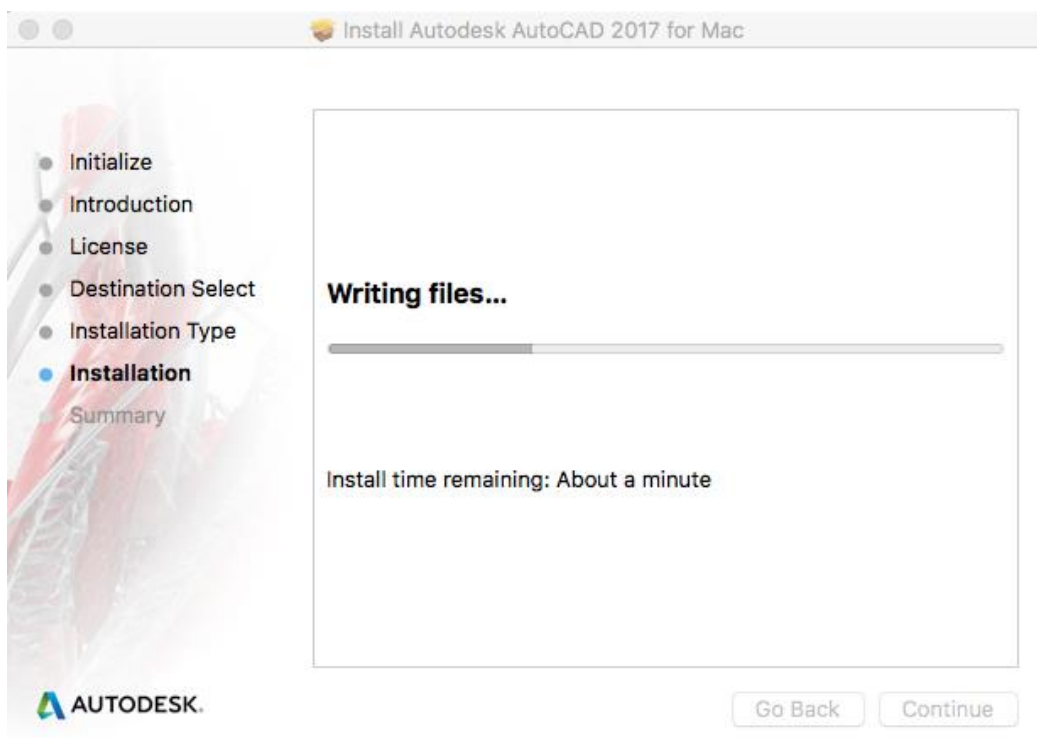 Install Autodesk AutoCAD 2017 for Mac
Initialize
Introduction
License
Destination Select
Installation Type
Installation
Summary
Writing files...
Install time remaining: About a minute
AUTODESK.
Go Back
Continue